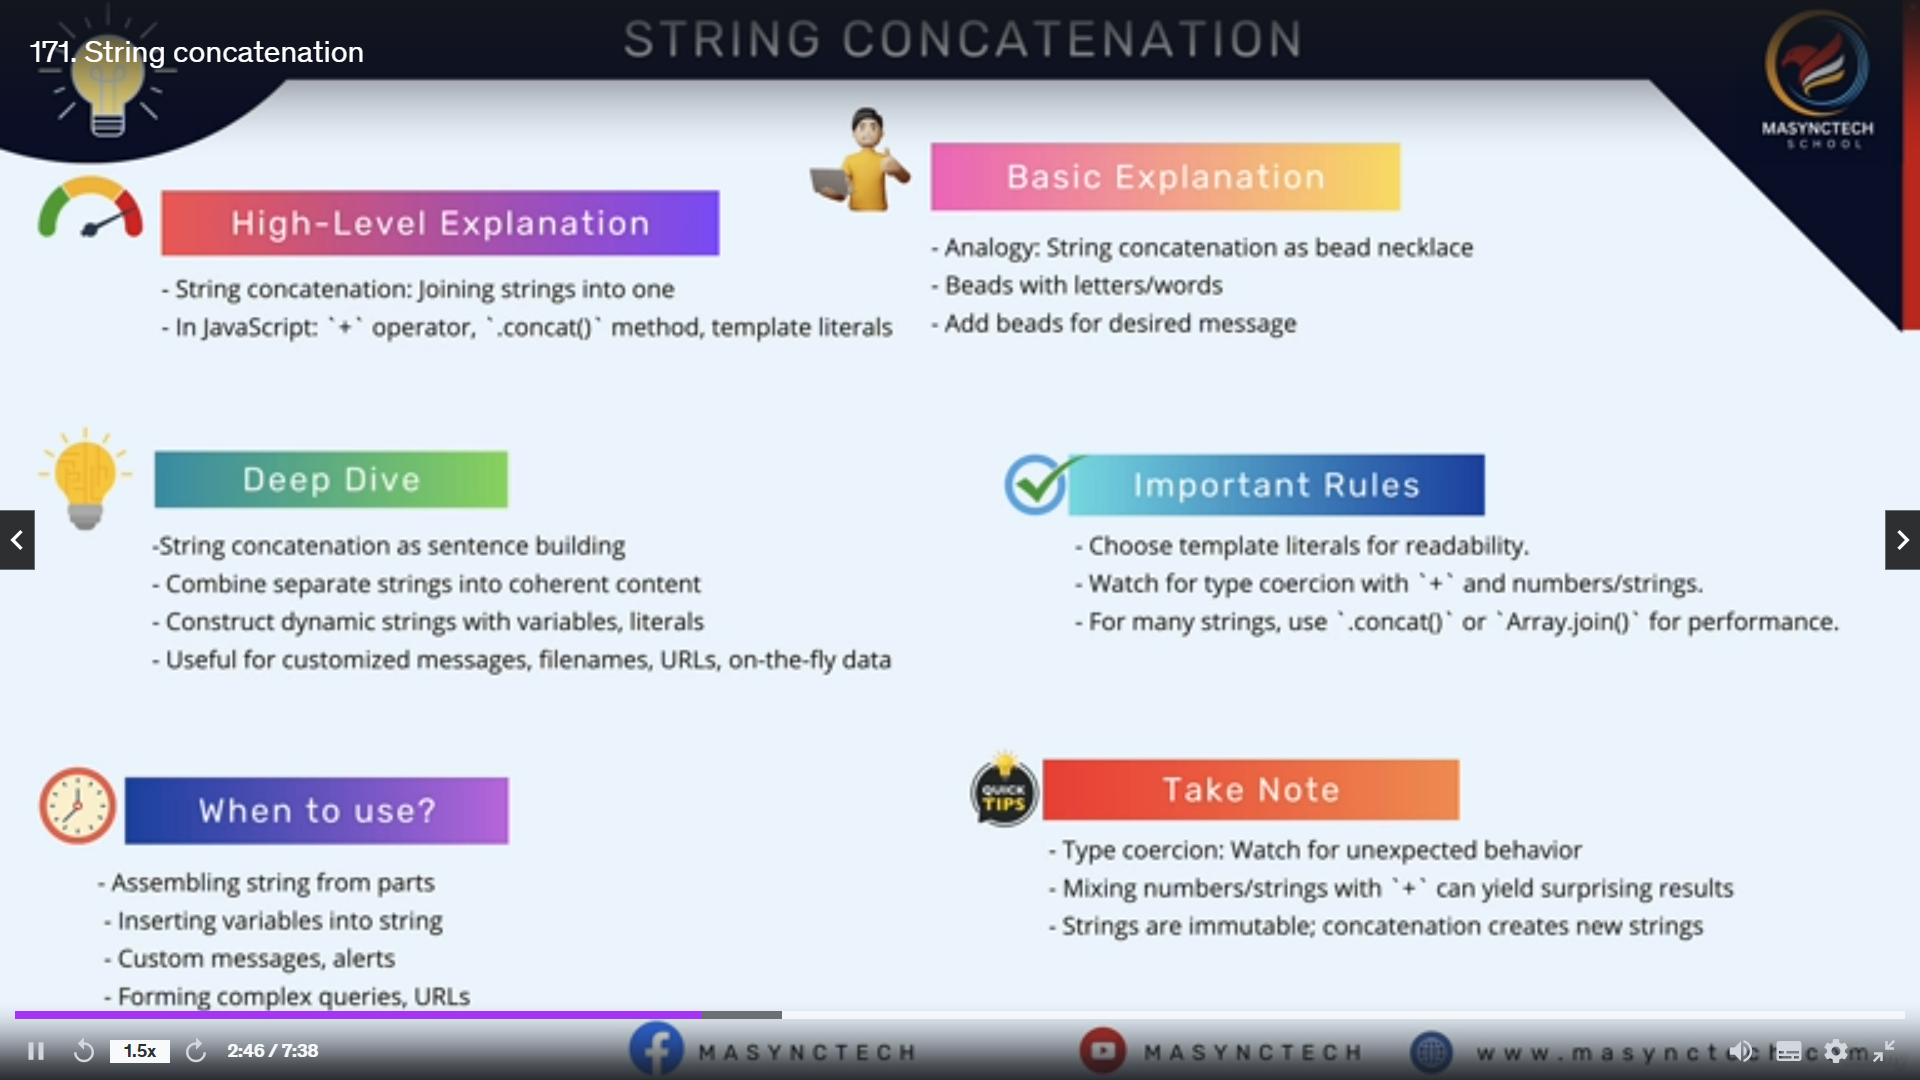 171. String concatenation
STRING CONCATENATION
MASYNCTECH
SCHOOL
High-Level Explanation
- String concatenation: Joining strings into one
- In JavaScript: `+` operator, `.concat()` method, template literals
Basic Explanation
- Analogy: String concatenation as bead necklace
- Beads with letters/words
- Add beads for desired message
Deep Dive
-String concatenation as sentence building
- Combine separate strings into coherent content
- Construct dynamic strings with variables, literals
- Useful for customized messages, filenames, URLs, on-the-fly data
Important Rules
- Choose template literals for readability.
- Watch for type coercion with `+` and numbers/strings.
- For many strings, use `.concat()` or `Array.join()` for performance.
When to use?
- Assembling string from parts
- Inserting variables into string
- Custom messages, alerts
- Forming complex queries, URLs
QUICK
TIPS
Take Note
- Type coercion: Watch for unexpected behavior
- Mixing numbers/strings with `+` can yield surprising results
- Strings are immutable; concatenation creates new strings
1.5x
2:46 / 7:38
MASYNCTECH
MASYNCTECH